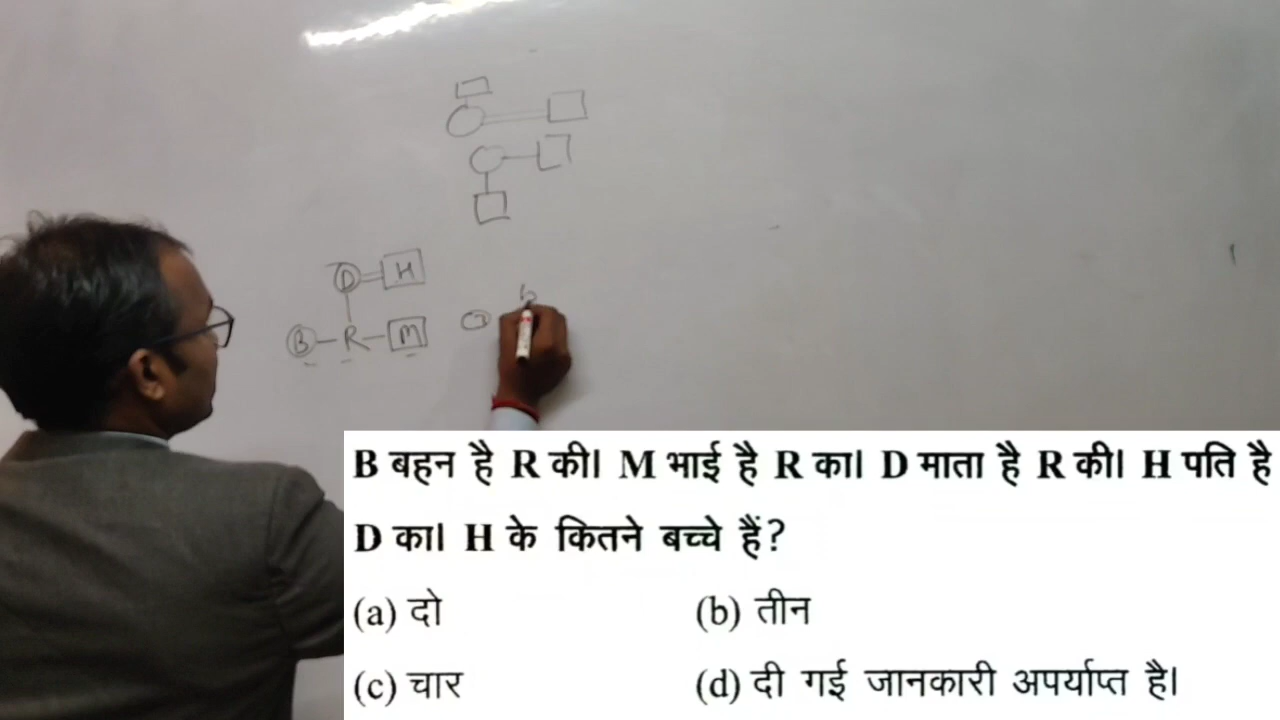 D H
B R M
B बहन है R की। M भाई है R का। D माता है R की। H पति है
D का। H के कितने बच्चे हैं?
(a) दो (b) तीन
(c) चार (d) दी गई जानकारी अपर्याप्त है।